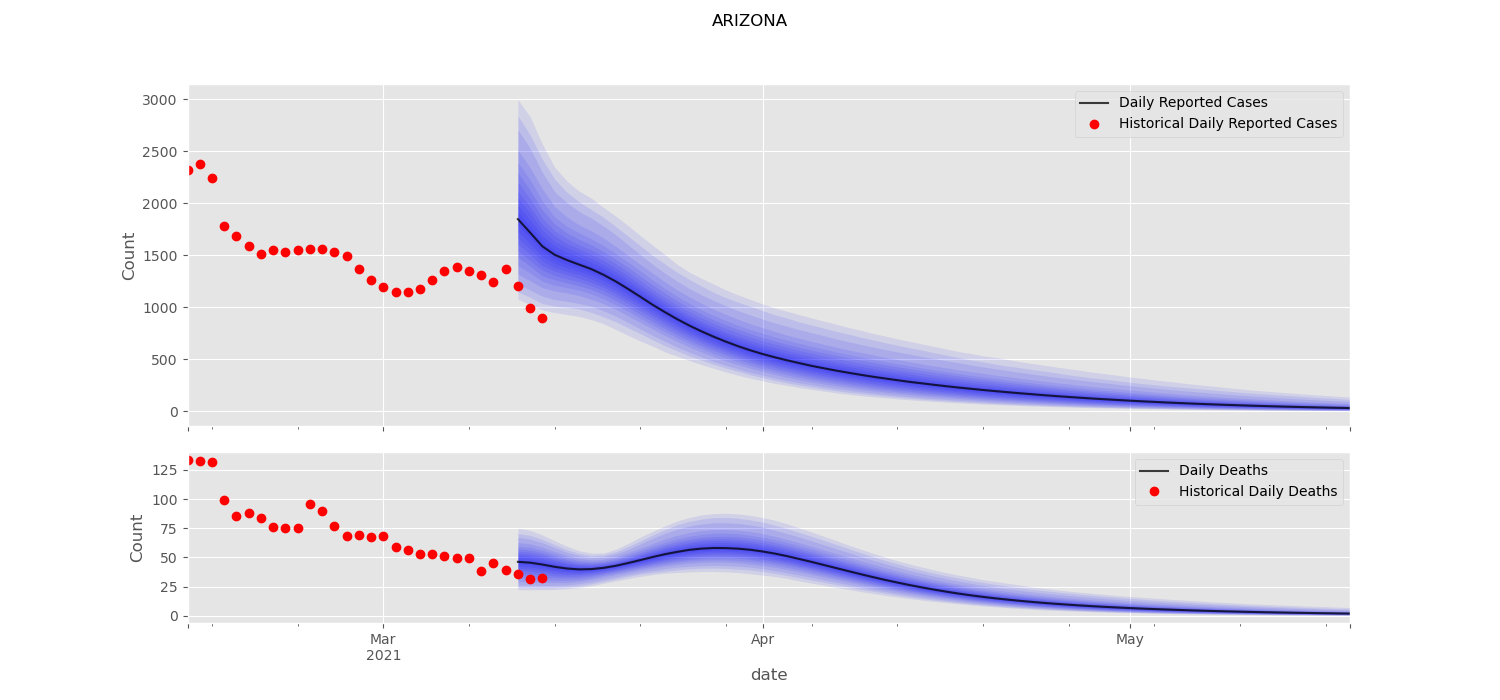 ARIZONA
3000
2500
2000
1500
1000
500
0
Count
Daily Reported Cases
Historical Daily Reported Cases
125
100
75
50
25
0
Count
Daily Deaths
Historical Daily Deaths
Mar
2021
Apr
May
date